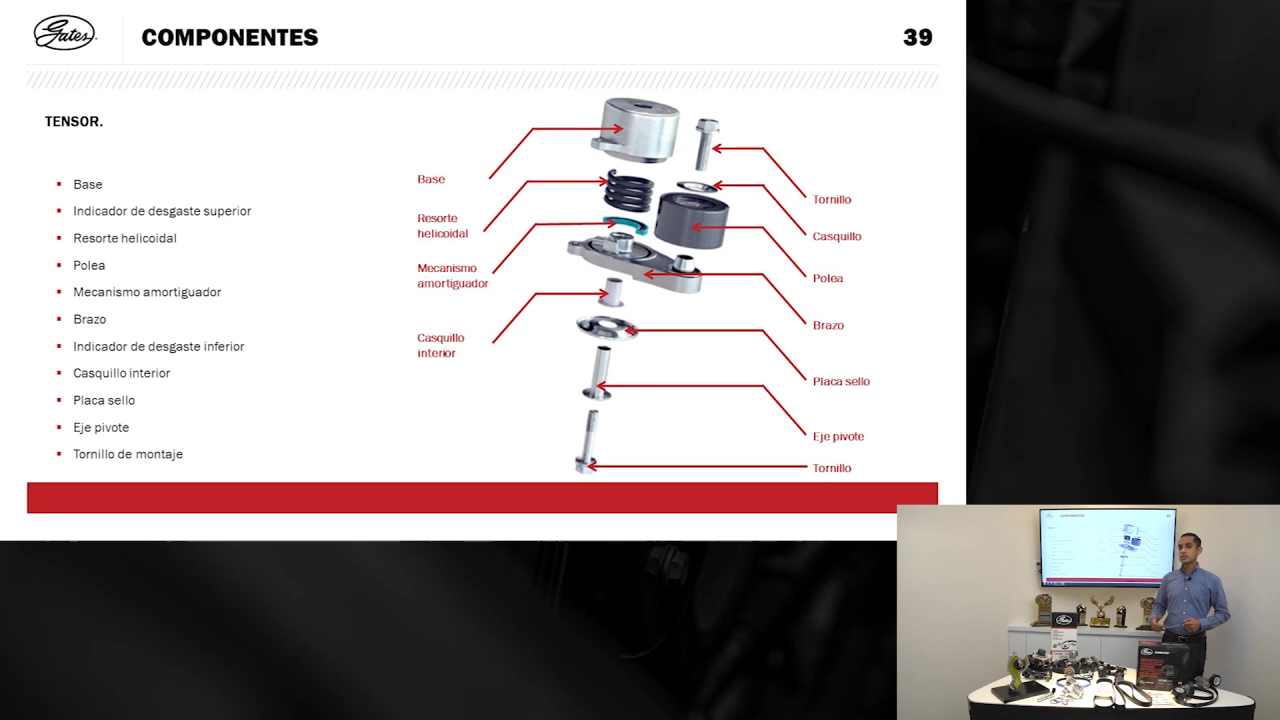 Gates
COMPONENTES
39
TENSOR.
Base
Indicador de desgaste superior
Resorte helicoidal
Polea
Mecanismo amortiguador
Brazo
Indicador de desgaste inferior
Casquillo interior
Placa sello
Eje pivote
Tornillo de montaje
Base
Resorte
helicoidal
Mecanismo
amortiguador
Casquillo
interior
Tornillo
Casquillo
Polea
Brazo
Placa sello
Eje pivote
Tornillo
COMPONENTES
Gates